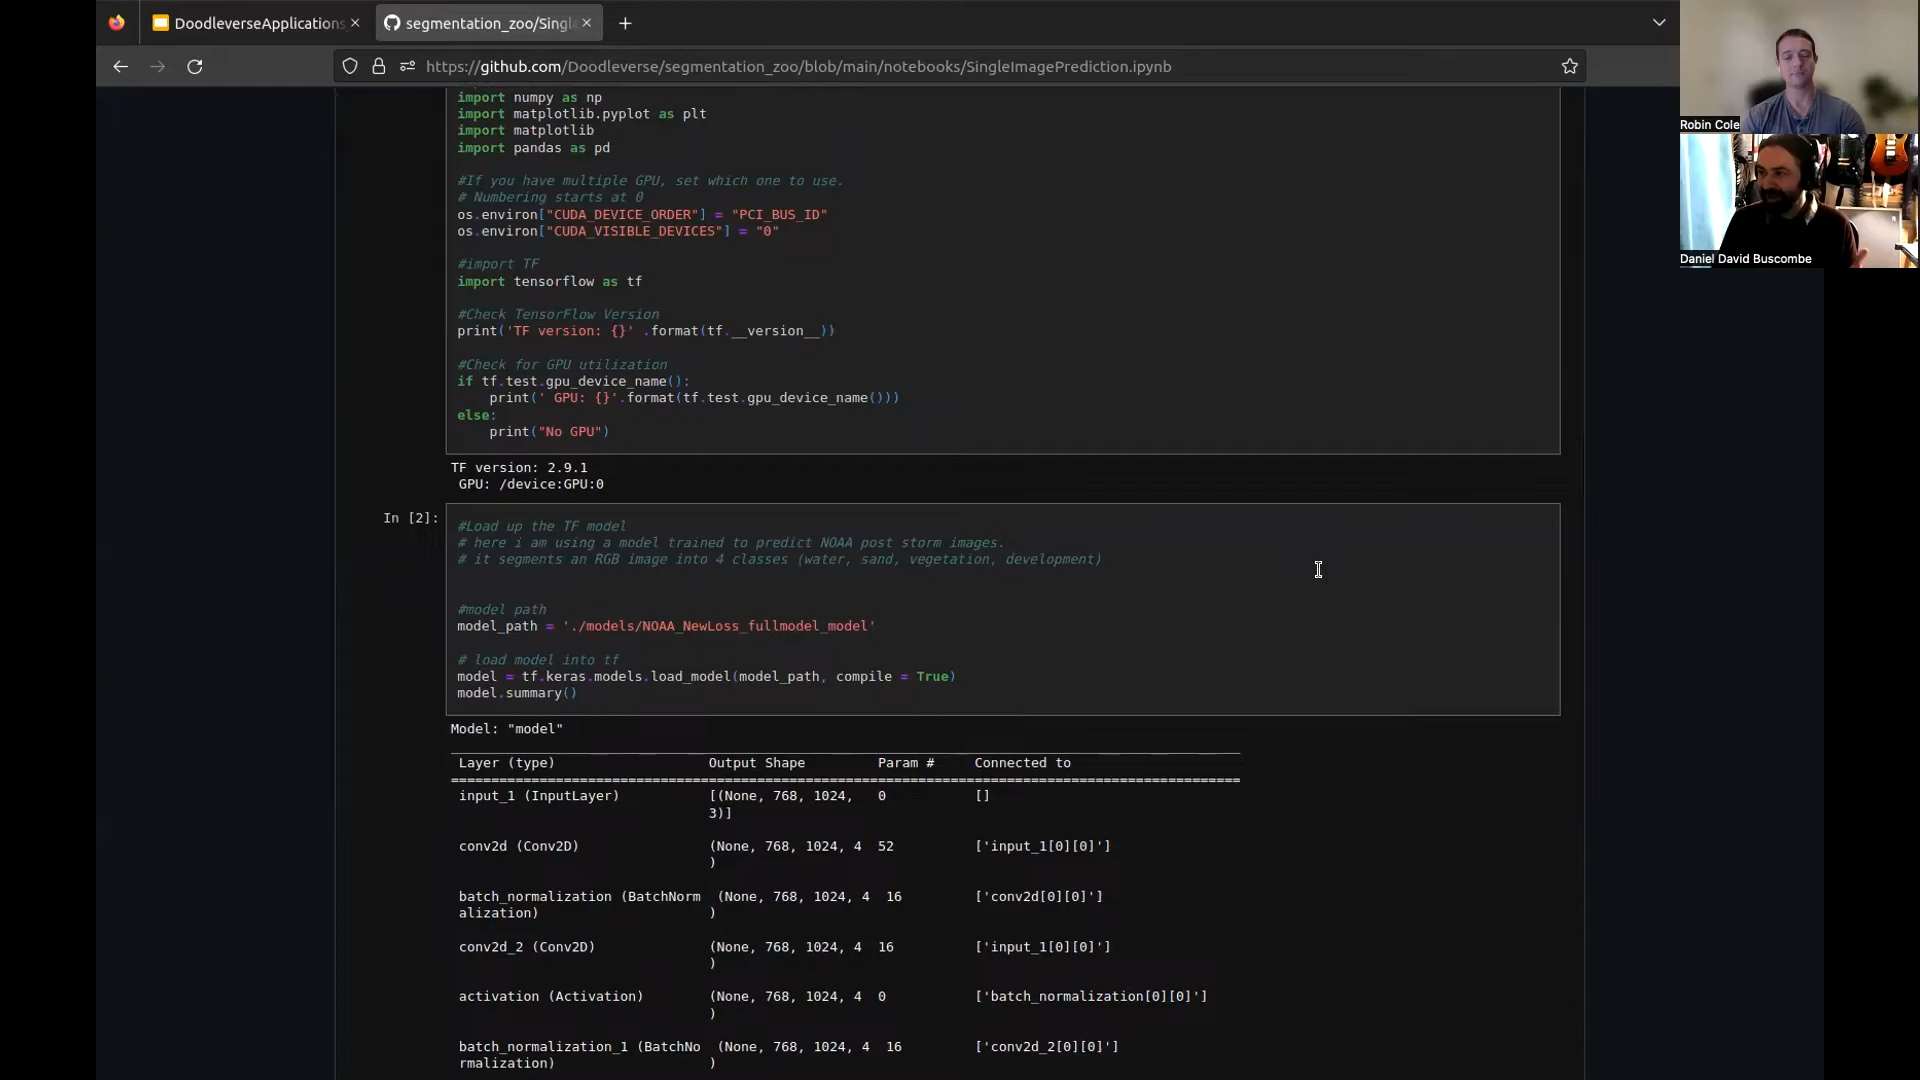 DoodleverseApplications
segmentation_zoo/Single
https://github.com/Doodleverse/segmentation_zoo/blob/main/notebooks/SingleImagePrediction.ipynb
Robin Cole
Daniel David Buscombe
import numpy as np
import matplotlib.pyplot as plt
import matplotlib
import pandas as pd
#If you have multiple GPU, set which one to use.
# Numbering starts at 0
os.environ["CUDA_DEVICE_ORDER"] = "PCI_BUS_ID"
os.environ["CUDA_VISIBLE_DEVICES"] = "0"
#import TF
import tensorflow as tf
#Check TensorFlow Version
print('TF version: {}' .format(tf.__version__))
#Check for GPU utilization
if tf.test.gpu_device_name():
    print(' GPU: {}'.format(tf.test.gpu_device_name()))
else:
    print("No GPU")
TF version: 2.9.1
 GPU: /device:GPU:0
In [2]:
#Load up the TF model
# here i am using a model trained to predict NOAA post storm images.
# it segments an RGB image into 4 classes (water, sand, vegetation, development)
#model path
model_path = './models/NOAA_NewLoss_fullmodel_model'
# load model into tf
model = tf.keras.models.load_model(model_path, compile = True)
model.summary()
Model: "model"
Layer (type) Output Shape Param # Connected to
input_1 (InputLayer) [(None, 768, 1024, 0 []
3)]
conv2d (Conv2D) (None, 768, 1024, 4 52 ['input_1[0][0]']
)
batch_normalization (BatchNorm (None, 768, 1024, 4 16 ['conv2d[0][0]']
alization) )
conv2d_2 (Conv2D) (None, 768, 1024, 4 16 ['input_1[0][0]']
)
activation (Activation) (None, 768, 1024, 4 0 ['batch_normalization[0][0]']
)
batch_normalization_1 (BatchNo (None, 768, 1024, 4 16 ['conv2d_2[0][0]']
rmalization) )